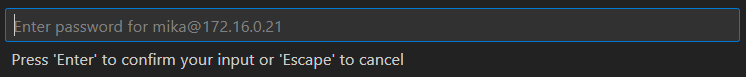 Enter password for mika@172.16.0.21
Press 'Enter' to confirm your input or 'Escape' to cancel